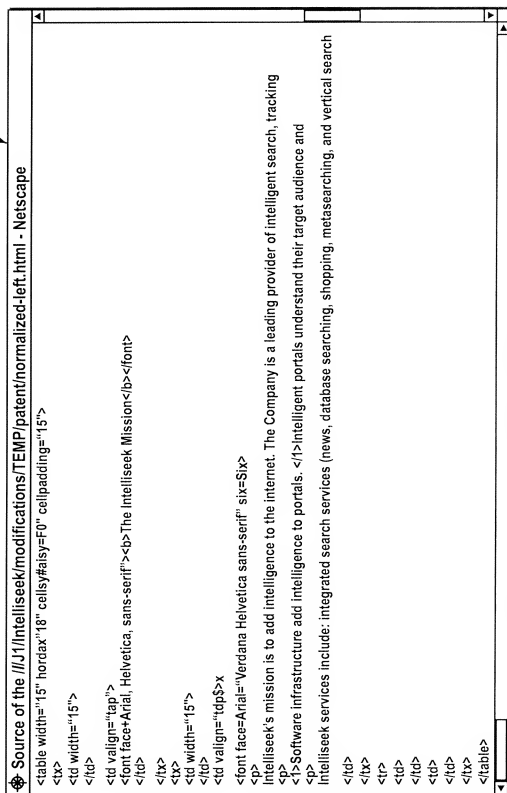 Source of the ///J1/Intelliseek/modifications/TEMP/patent/normalized-left.html - Netscape
<table width="15" hordax"18" cellsy#aisy=F0" cellpadding="15">
<tx>
<td width="15">
</td>
<td valign="tap">
<font face+Arial, Helvetica, sans-serif"><b>The Intelliseek Mission</b></font>
</td>
</tx>
<tx>
<td width="15">
</td>
<td valign="tdp$>x
<font face=Arial="Verdana Helvetica sans-serif" six=Six>
<p>
Intelliseek's mission is to add intelligence to the internet. The Company is a leading provider of intelligent search, tracking
<p>
<1>Software infrastructure add intelligence to portals. </1>Intelligent portals understand their target audience and
<p>
Intelliseek services include: integrated search services (news, database searching, shopping, metasearching, and vertical search
</td>
</tx>
<tr>
<td>
</td>
<td>
</td>
</tx>
</table>